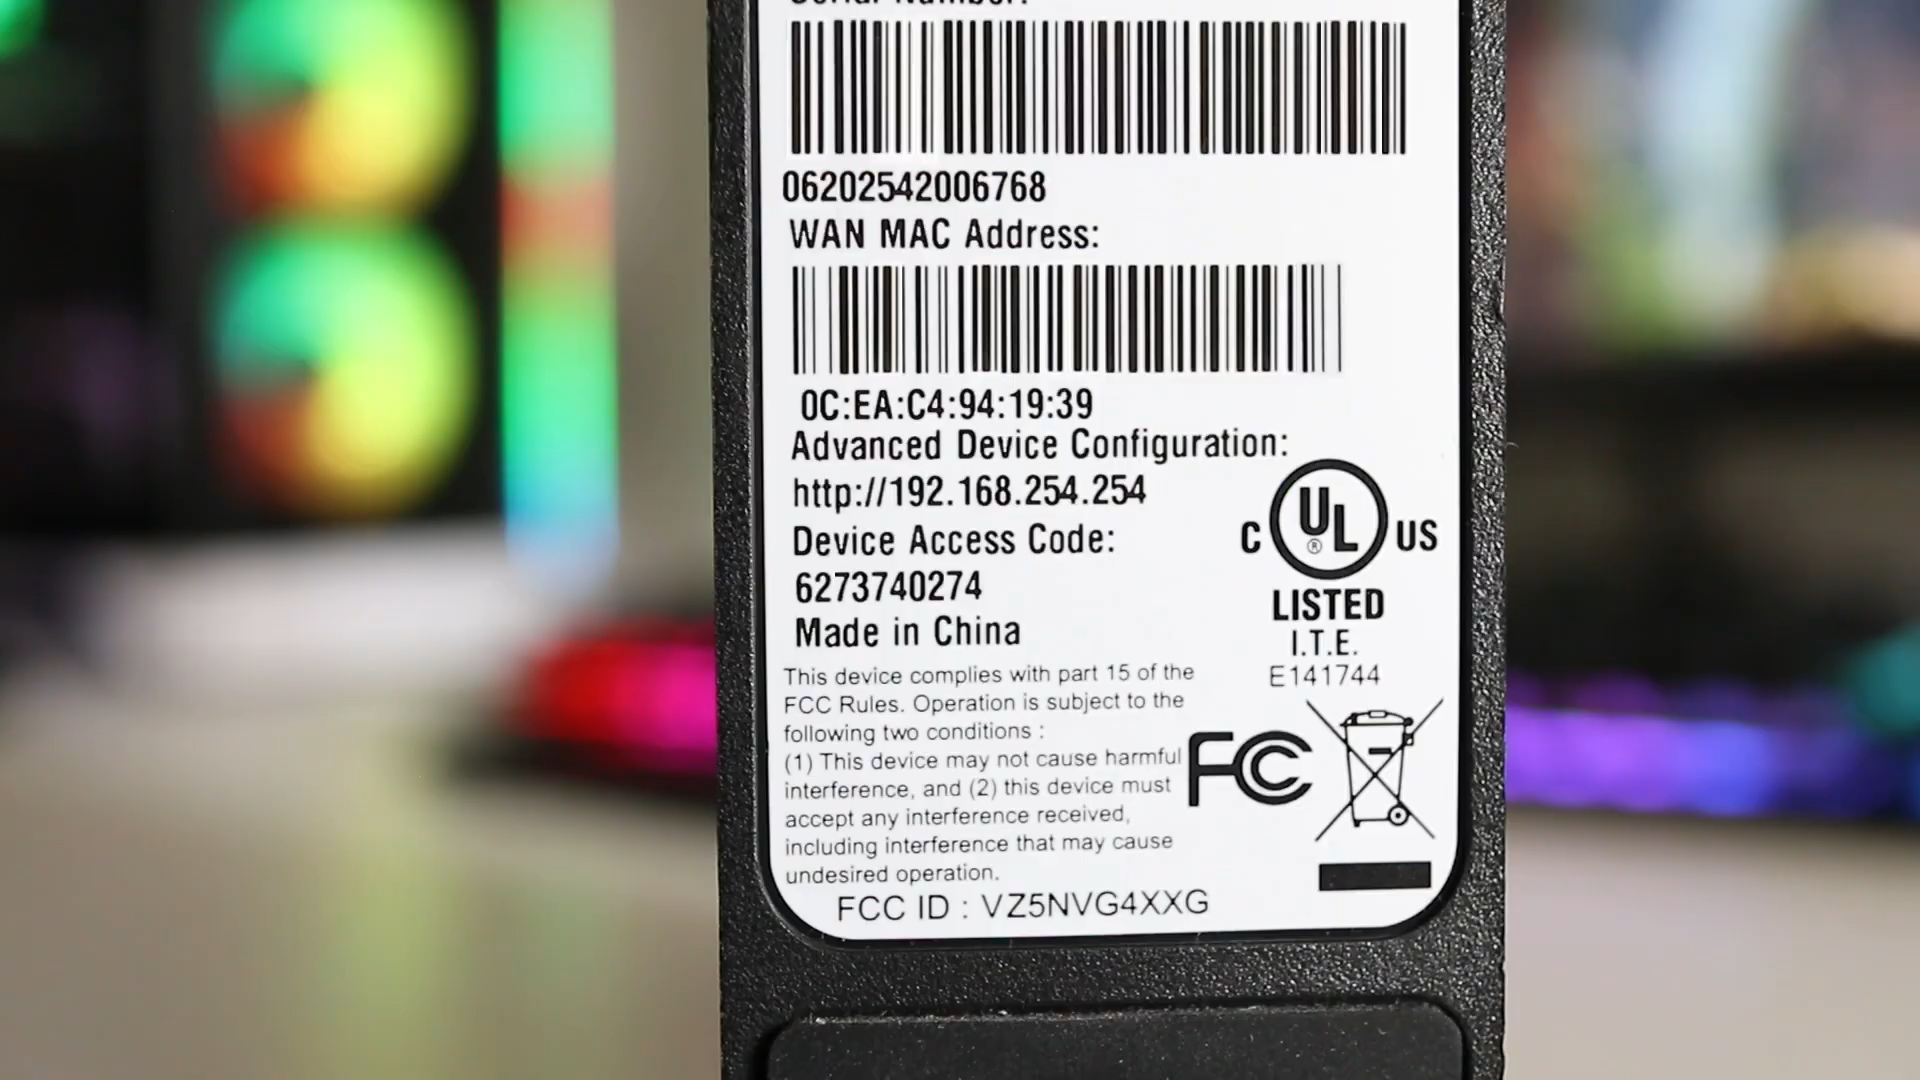 Serial Number:
06202542006768
WAN MAC Address:
0C:EA:C4:94:19:39
Advanced Device Configuration:
http://192.168.254.254
Device Access Code:
6273740274
Made in China
C UL ® US
LISTED
I.T.E.
E141744
This device complies with part 15 of the
FCC Rules. Operation is subject to the
following two conditions :
(1) This device may not cause harmful
interference, and (2) this device must
accept any interference received,
including interference that may cause
undesired operation.
FC
FCC ID : VZ5NVG4XXG